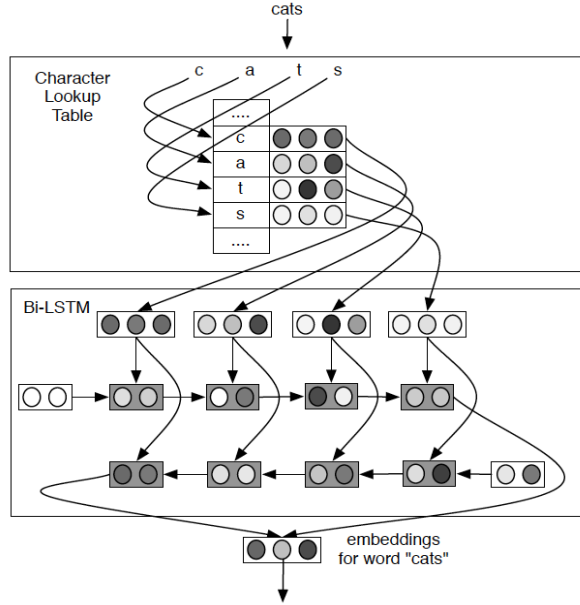 cats
Character
Lookup
Table
c a t s
....
c
a
t
s
....
Bi-LSTM
embeddings
for word "cats"